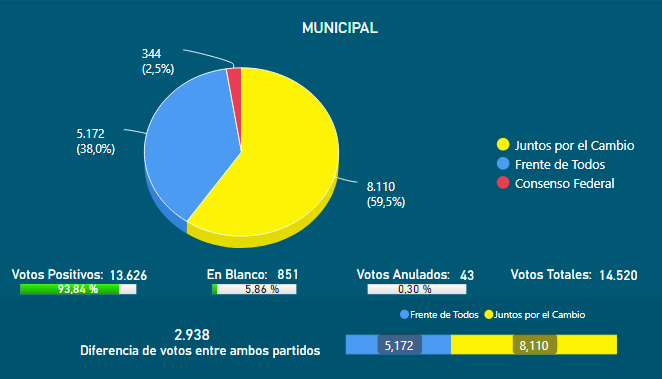 MUNICIPAL
344
(2,5%)
5.172
(38,0%)
8.110
(59,5%)
Juntos por el Cambio
Frente de Todos
Consenso Federal
Votos Positivos: 13.626
93,84 %
En Blanco: 851
5,86 %
Votos Anulados: 43
0,30 %
Votos Totales: 14.520
2.938
Diferencia de votos entre ambos partidos
Frente de Todos Juntos por el Cambio
5,172 8,110